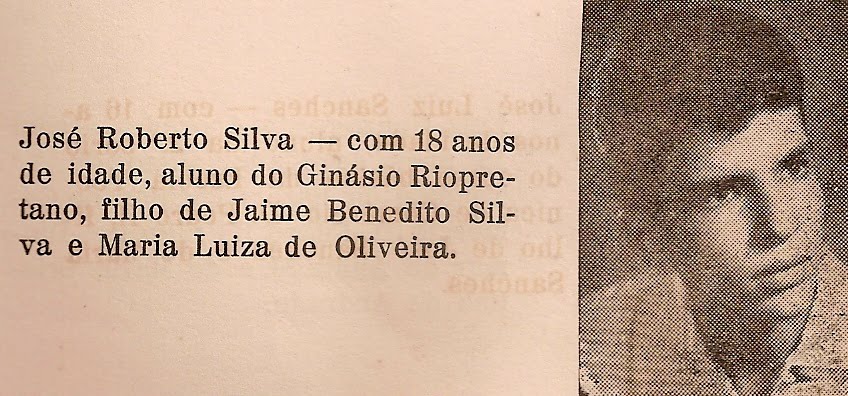 José Roberto Silva — com 18 anos
de idade, aluno do Ginásio Riopre-
tano, filho de Jaime Benedito Sil-
va e Maria Luiza de Oliveira.